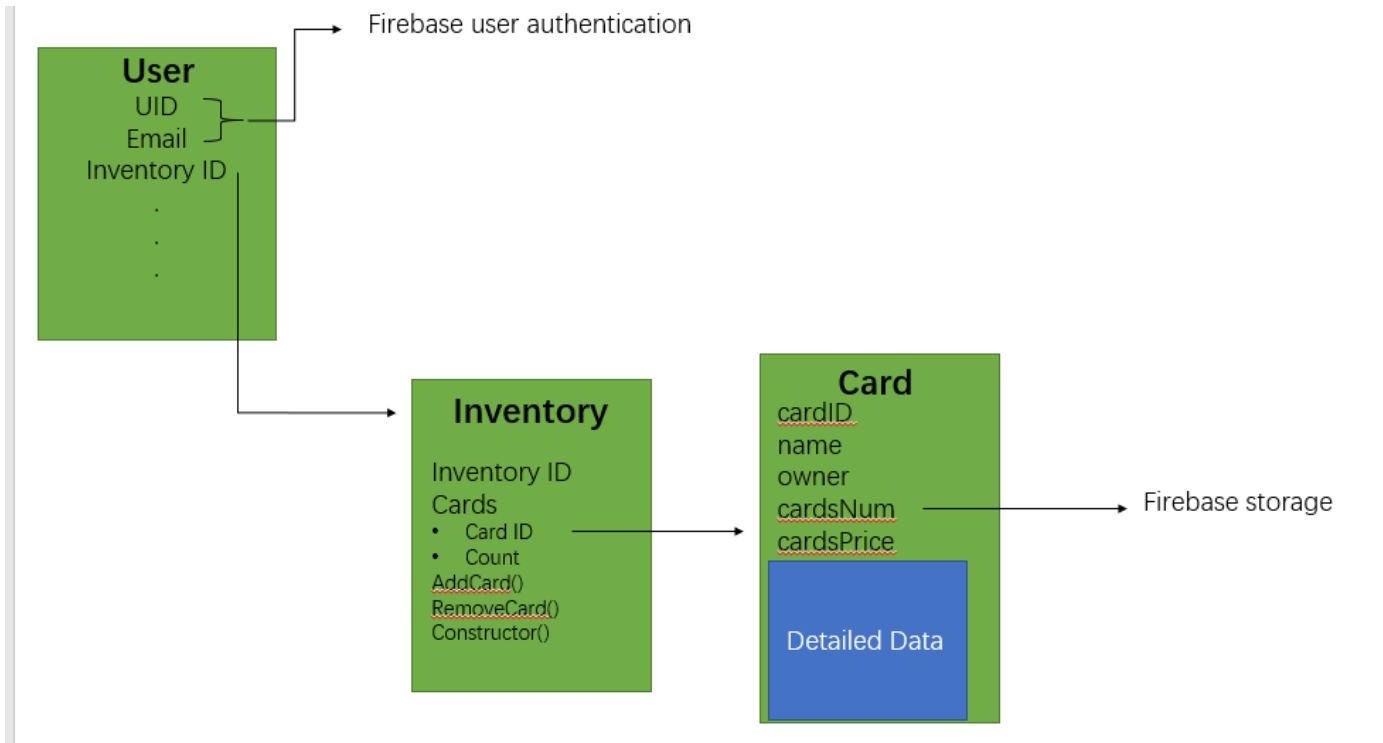 Firebase user authentication
User
UID
Email
Inventory ID
.
.
.
Inventory
Inventory ID
Cards
• Card ID
• Count
AddCard()
RemoveCard()
Constructor()
Card
cardID
name
owner
cardsNum
cardsPrice
Detailed Data
Firebase storage